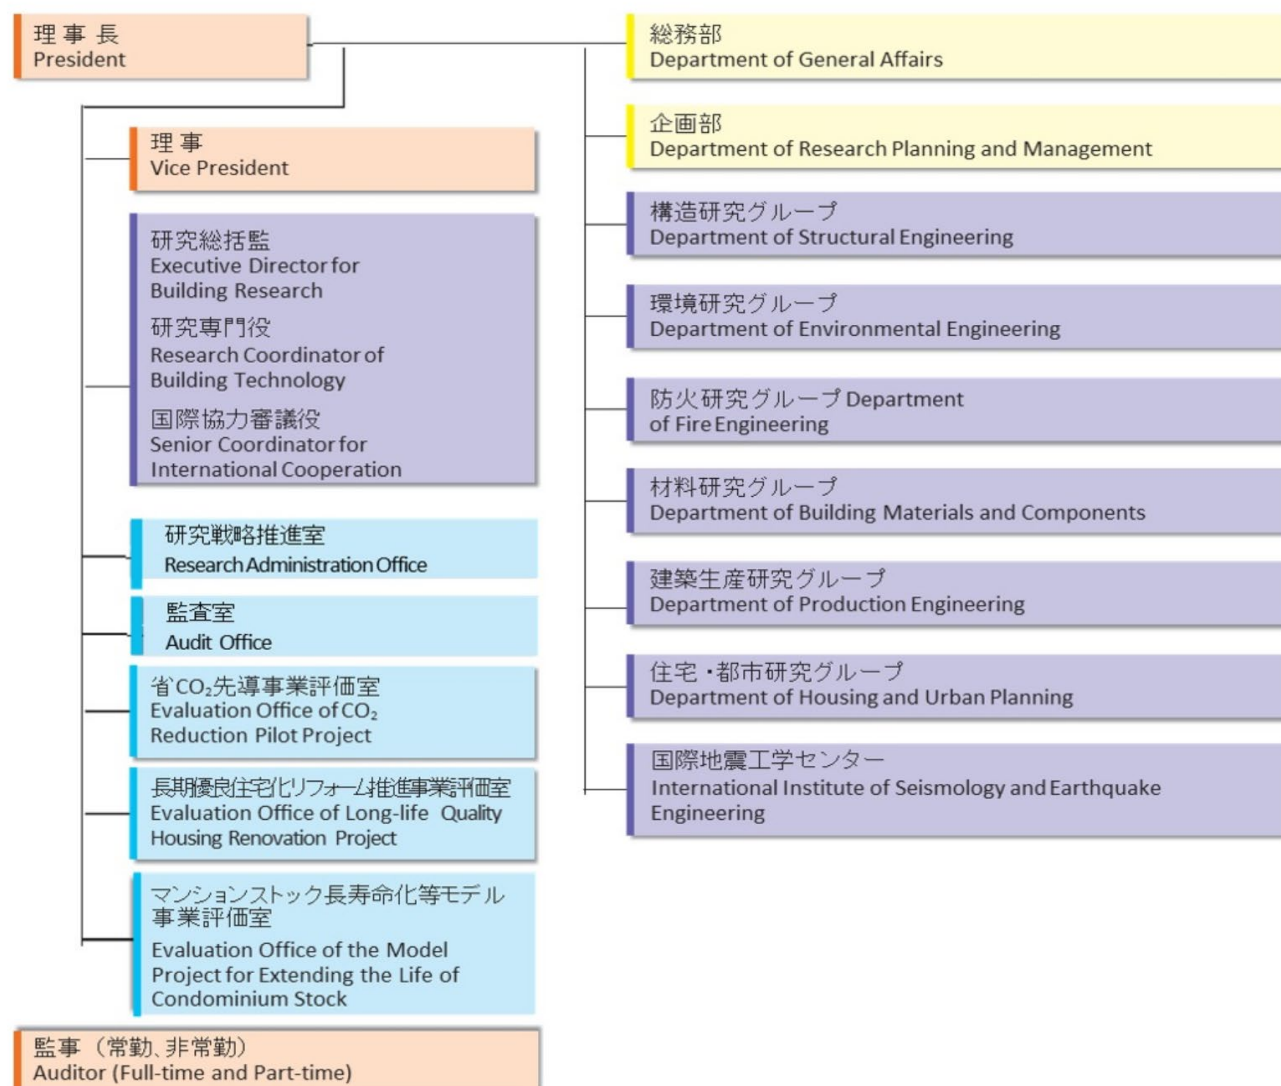 理事長
President
理事
Vice President
研究総括監
Executive Director for
Building Research
研究専門役
Research Coordinator of
Building Technology
国際協力審議役
Senior Coordinator for
International Cooperation
研究戦略推進室
Research Administration Office
監査室
Audit Office
省CO₂先導事業評価室
Evaluation Office of CO₂
Reduction Pilot Project
長期優良住宅化リフォーム推進事業評価室
Evaluation Office of Long-life Quality
Housing Renovation Project
マンションストック長寿命化等モデル
事業評価室
Evaluation Office of the Model
Project for Extending the Life of
Condominium Stock
監事（常勤、非常勤）
Auditor (Full-time and Part-time)
総務部
Department of General Affairs
企画部
Department of Research Planning and Management
構造研究グループ
Department of Structural Engineering
環境研究グループ
Department of Environmental Engineering
防火研究グループ Department
of Fire Engineering
材料研究グループ
Department of Building Materials and Components
建築生産研究グループ
Department of Production Engineering
住宅・都市研究グループ
Department of Housing and Urban Planning
国際地震工学センター
International Institute of Seismology and Earthquake
Engineering